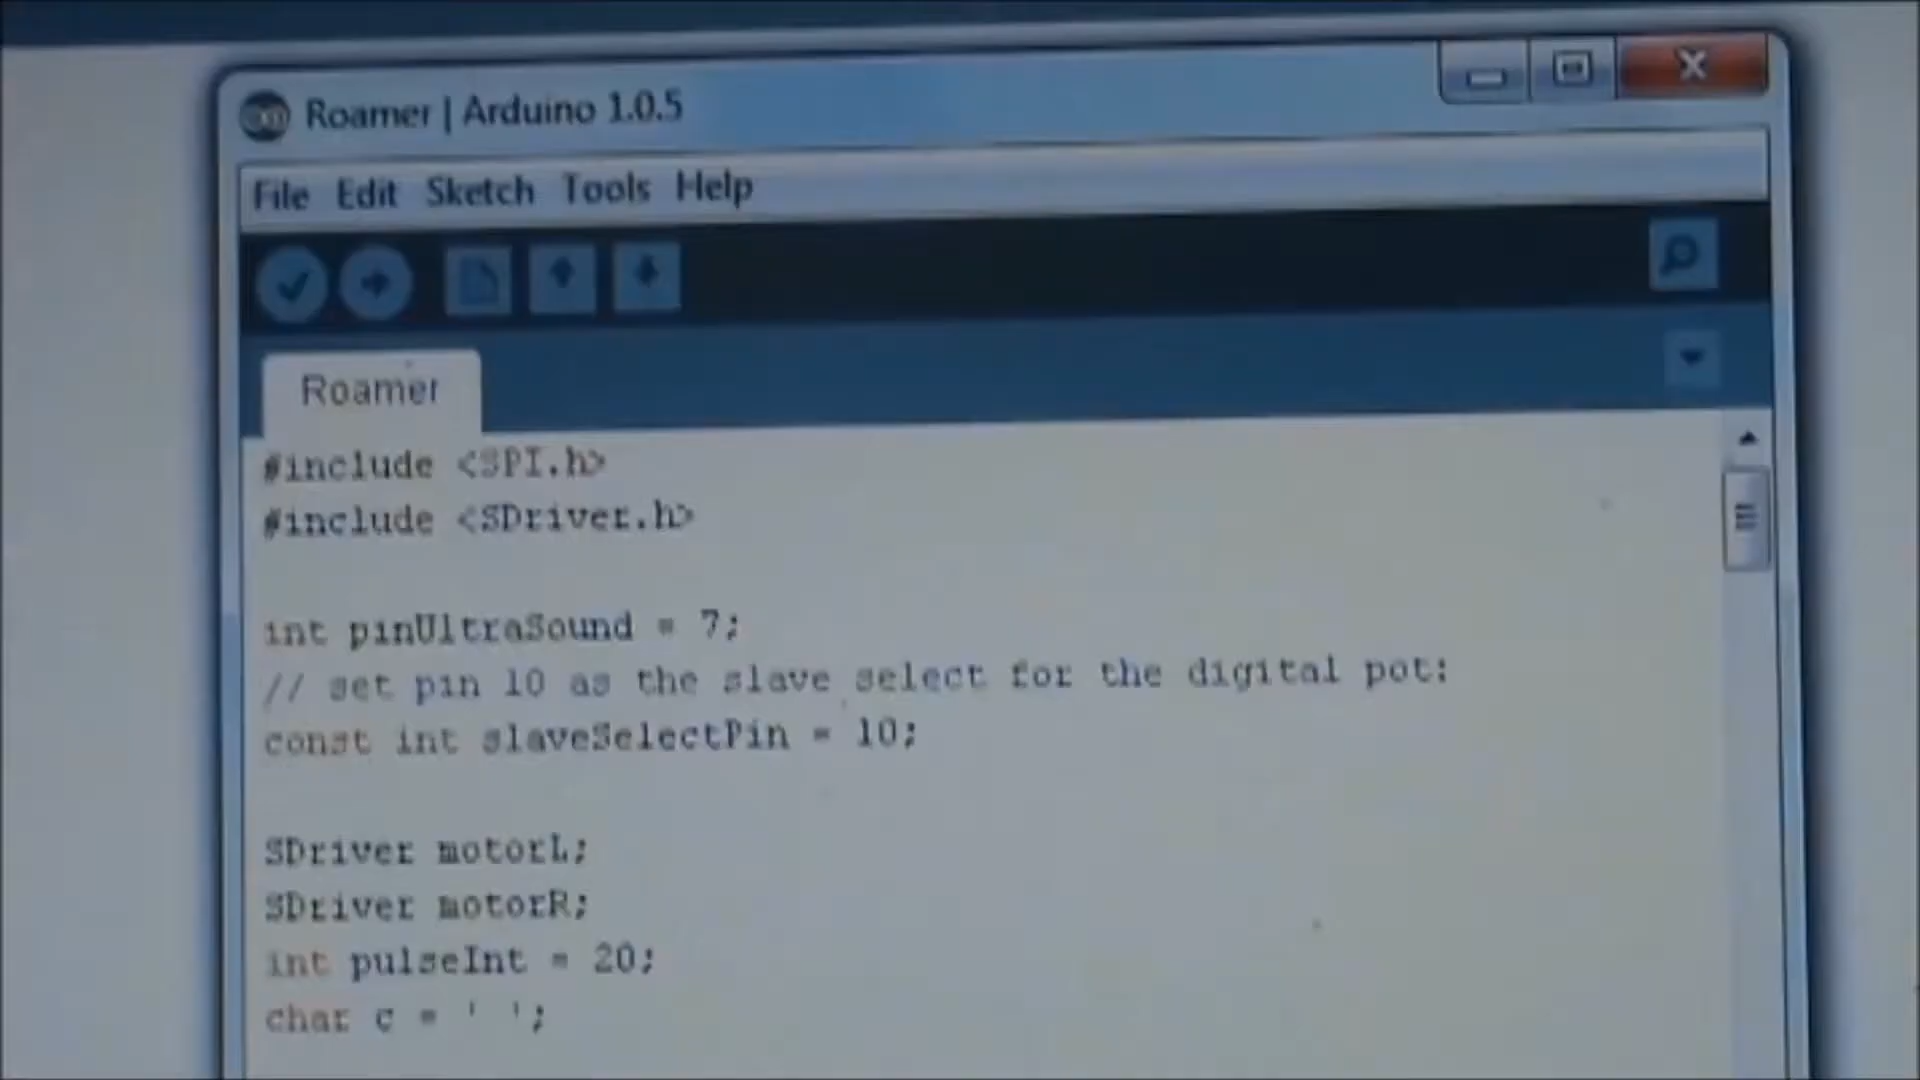 Roamer | Arduino 1.0.5
File Edit Sketch Tools Help
Roamer
#include <SPI.h>
#include <SDriver.h>
int pinUltraSound = 7;
// set pin 10 as the slave select for the digital pot:
const int slaveSelectPin = 10;
SDriver motorL;
SDriver motorR;
int pulseInt = 20;
char c = ' ';